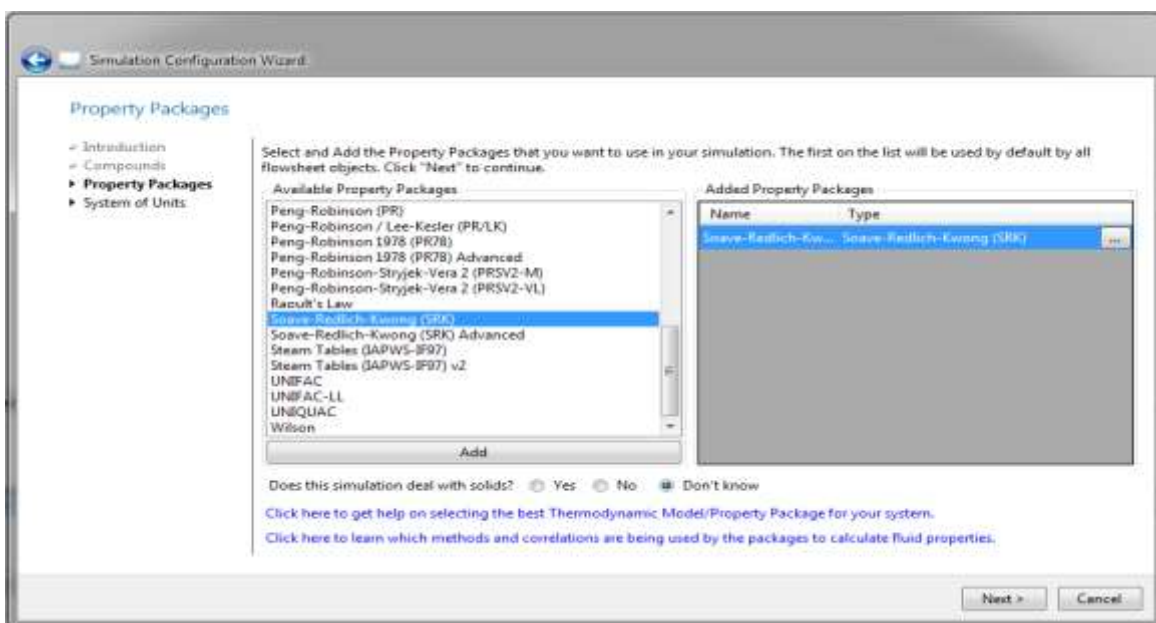 Simulation Configuration Wizard
Property Packages
Introduction
Compounds
Property Packages
System of Units
Select and Add the Property Packages that you want to use in your simulation. The first on the list will be used by default by all
flowsheet objects. Click "Next" to continue.
Available Property Packages
Peng-Robinson (PR)
Peng-Robinson / Lee-Kesler (PR/LK)
Peng-Robinson 1978 (PR78)
Peng-Robinson 1978 (PR78) Advanced
Peng-Robinson-Stryjek-Vera 2 (PRSV2-M)
Peng-Robinson-Stryjek-Vera 2 (PRSV2-VL)
Raoult's Law
Soave-Redlich-Kwong (SRK)
Soave-Redlich-Kwong (SRK) Advanced
Steam Tables (IAPWS-IF97)
Steam Tables (IAPWS-IF97) v2
UNIFAC
UNIFAC-LL
UNIQUAC
Wilson
Add
Added Property Packages
Name Type
Soave-Redlich-Kw... Soave-Redlich-Kwong (SRK) ...
Does this simulation deal with solids? Yes No Don't know
Click here to get help on selecting the best Thermodynamic Model/Property Package for your system.
Click here to learn which methods and correlations are being used by the packages to calculate fluid properties.
Next > Cancel